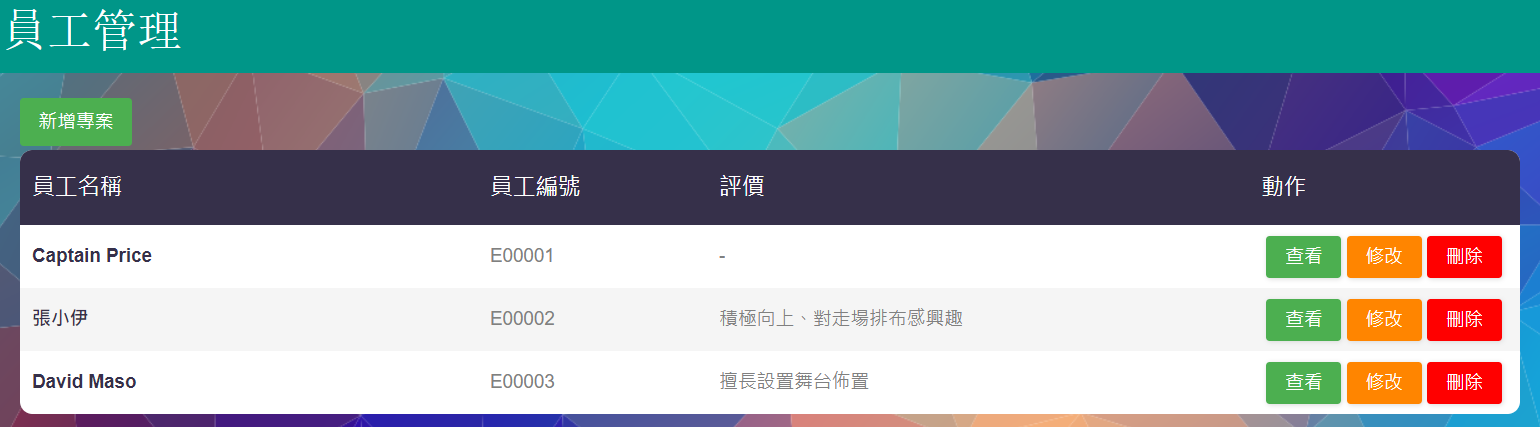 員工管理
新增專案
員工名稱 員工編號 評價 動作
Captain Price E00001 - 查看 修改 刪除
張小伊 E00002 積極向上、對走場排布感興趣 查看 修改 刪除
David Maso E00003 擅長設置舞台佈置 查看 修改 刪除